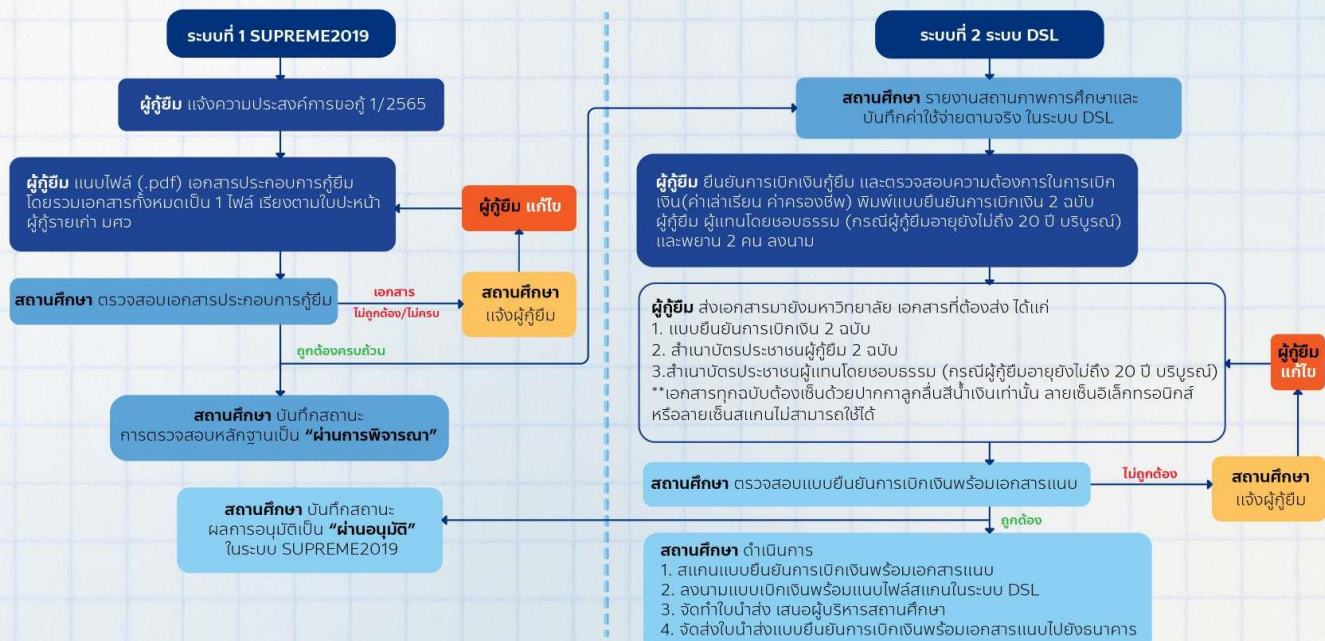 ระบบที่ 1 SUPREME2019
ผู้กู้ยืม แจ้งความประสงค์การขอกู้ 1/2565
ผู้กู้ยืม แนบไฟล์ (.pdf) เอกสารประกอบการกู้ยืม
โดยรวมเอกสารทั้งหมดเป็น 1 ไฟล์ เรียงตามใบปะหน้า
ผู้กู้รายเก่า มศว
ผู้กู้ยืม แก้ไข
สถานศึกษา ตรวจสอบเอกสารประกอบการกู้ยืม
เอกสาร
ไม่ถูกต้อง/ไม่ครบ
สถานศึกษา
แจ้งผู้กู้ยืม
ถูกต้องครบถ้วน
สถานศึกษา บันทึกสถานะ
การตรวจสอบหลักฐานเป็น “ผ่านการพิจารณา”
สถานศึกษา บันทึกสถานะ
ผลการอนุมัติเป็น “ผ่านอนุมัติ”
ในระบบ SUPREME2019
ระบบที่ 2 ระบบ DSL
สถานศึกษา รายงานสถานภาพการศึกษาและ
บันทึกค่าใช้จ่ายตามจริง ในระบบ DSL
ผู้กู้ยืม ยืนยันการเบิกเงินกู้ยืม และตรวจสอบความต้องการในการเบิก
เงิน(ค่าเล่าเรียน ค่าครองชีพ) พิมพ์แบบยืนยันการเบิกเงิน 2 ฉบับ
ผู้กู้ยืม ผู้แทนโดยชอบธรรม (กรณีผู้กู้ยืมอายุยังไม่ถึง 20 ปี บริบูรณ์)
และพยาน 2 คน ลงนาม
ผู้กู้ยืม ส่งเอกสารมายังมหาวิทยาลัย เอกสารที่ต้องส่ง ได้แก่
1. แบบยืนยันการเบิกเงิน 2 ฉบับ
2. สำเนาบัตรประชาชนผู้กู้ยืม 2 ฉบับ
3.สำเนาบัตรประชาชนผู้แทนโดยชอบธรรม (กรณีผู้กู้ยืมอายุยังไม่ถึง 20 ปี บริบูรณ์)
**เอกสารทุกฉบับต้องเซ็นด้วยปากกาลูกลื่นสีน้ำเงินเท่านั้น ลายเซ็นอิเล็กทรอนิกส์
หรือลายเซ็นสแกนไม่สามารถใช้ได้
ผู้กู้ยืม
แก้ไข
สถานศึกษา ตรวจสอบแบบยืนยันการเบิกเงินพร้อมเอกสารแนบ
ไม่ถูกต้อง
สถานศึกษา
แจ้งผู้กู้ยืม
ถูกต้อง
สถานศึกษา ดำเนินการ
1. สแกนแบบยืนยันการเบิกเงินพร้อมเอกสารแนบ
2. ลงนามแบบเบิกเงินพร้อมแนบไฟล์สแกนในระบบ DSL
3. จัดทำใบนำส่ง เสนอผู้บริหารสถานศึกษา
4. จัดส่งใบนำส่งแบบยืนยันการเบิกเงินพร้อมเอกสารแนบไปยังธนาคาร